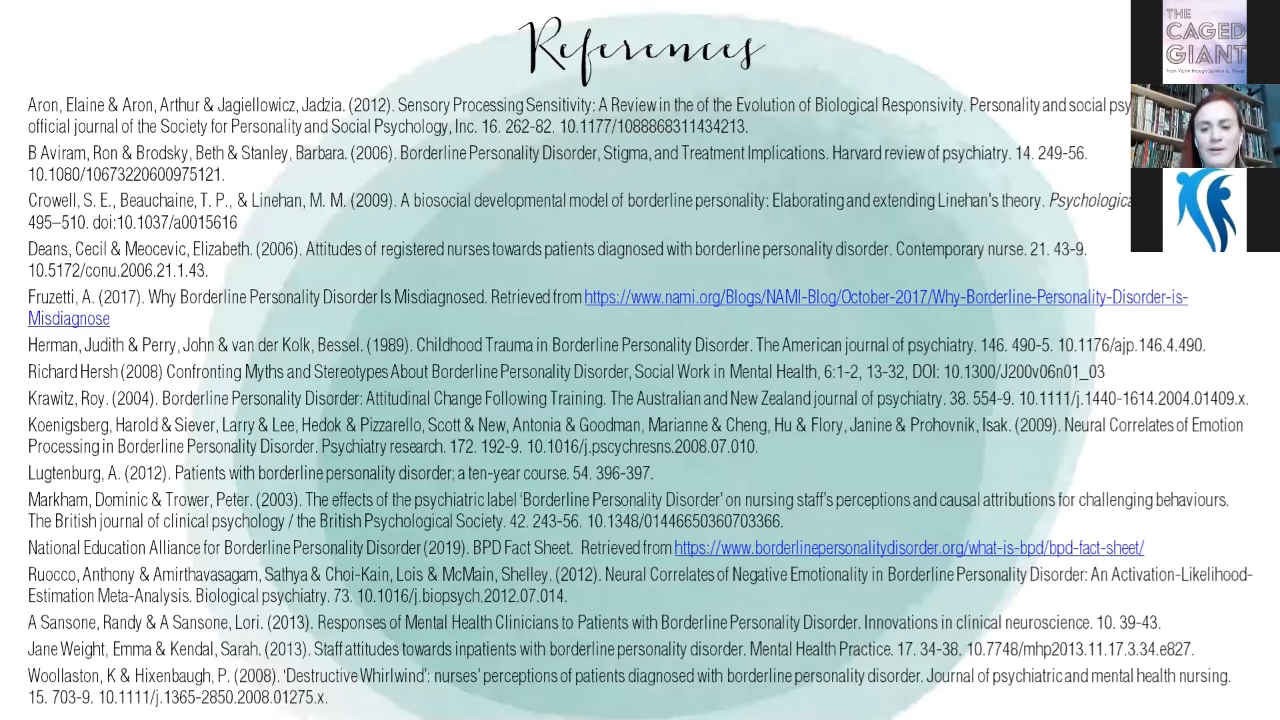 References
THE
CAGED
GIANT
From Victim through Survivor to Thriver
Aron, Elaine & Aron, Arthur & Jagiellowicz, Jadzia. (2012). Sensory Processing Sensitivity: A Review in the of the Evolution of Biological Responsivity. Personality and social psy
official journal of the Society for Personality and Social Psychology, Inc. 16. 262-82. 10.1177/1088868311434213.
B Aviram, Ron & Brodsky, Beth & Stanley, Barbara. (2006). Borderline Personality Disorder, Stigma, and Treatment Implications. Harvard review of psychiatry. 14. 249-56.
10.1080/10673220600975121.
Crowell, S. E., Beauchaine, T. P., & Linehan, M. M. (2009). A biosocial developmental model of borderline personality: Elaborating and extending Linehan's theory. Psychologica
495–510. doi:10.1037/a0015616
Deans, Cecil & Meocevic, Elizabeth. (2006). Attitudes of registered nurses towards patients diagnosed with borderline personality disorder. Contemporary nurse. 21. 43-9.
10.5172/conu.2006.21.1.43.
Fruzetti, A. (2017). Why Borderline Personality Disorder Is Misdiagnosed. Retrieved from https://www.nami.org/Blogs/NAMI-Blog/October-2017/Why-Borderline-Personality-Disorder-is-
Misdiagnose
Herman, Judith & Perry, John & van der Kolk, Bessel. (1989). Childhood Trauma in Borderline Personality Disorder. The American journal of psychiatry. 146. 490-5. 10.1176/ajp.146.4.490.
Richard Hersh (2008) Confronting Myths and Stereotypes About Borderline Personality Disorder, Social Work in Mental Health, 6:1-2, 13-32, DOI: 10.1300/J200v06n01_03
Krawitz, Roy. (2004). Borderline Personality Disorder: Attitudinal Change Following Training. The Australian and New Zealand journal of psychiatry. 38. 554-9. 10.1111/j.1440-1614.2004.01409.x.
Koenigsberg, Harold & Siever, Larry & Lee, Hedok & Pizzarello, Scott & New, Antonia & Goodman, Marianne & Cheng, Hu & Flory, Janine & Prohovnik, Isak. (2009). Neural Correlates of Emotion
Processing in Borderline Personality Disorder. Psychiatry research. 172. 192-9. 10.1016/j.pscychresns.2008.07.010.
Lugtenburg, A. (2012). Patients with borderline personality disorder; a ten-year course. 54. 396-397.
Markham, Dominic & Trower, Peter. (2003). The effects of the psychiatric label ‘Borderline Personality Disorder’ on nursing staff’s perceptions and causal attributions for challenging behaviours.
The British journal of clinical psychology / the British Psychological Society. 42. 243-56. 10.1348/01446650360703366.
National Education Alliance for Borderline Personality Disorder (2019). BPD Fact Sheet. Retrieved from https://www.borderlinepersonalitydisorder.org/what-is-bpd/bpd-fact-sheet/
Ruocco, Anthony & Amirthavasagam, Sathya & Choi-Kain, Lois & McMain, Shelley. (2012). Neural Correlates of Negative Emotionality in Borderline Personality Disorder: An Activation-Likelihood-
Estimation Meta-Analysis. Biological psychiatry. 73. 10.1016/j.biopsych.2012.07.014.
A Sansone, Randy & A Sansone, Lori. (2013). Responses of Mental Health Clinicians to Patients with Borderline Personality Disorder. Innovations in clinical neuroscience. 10. 39-43.
Jane Weight, Emma & Kendal, Sarah. (2013). Staff attitudes towards inpatients with borderline personality disorder. Mental Health Practice. 17. 34-38. 10.7748/mhp2013.11.17.3.34.e827.
Woollaston, K & Hixenbaugh, P. (2008). ‘Destructive Whirlwind’: nurses’ perceptions of patients diagnosed with borderline personality disorder. Journal of psychiatric and mental health nursing.
15. 703-9. 10.1111/j.1365-2850.2008.01275.x.